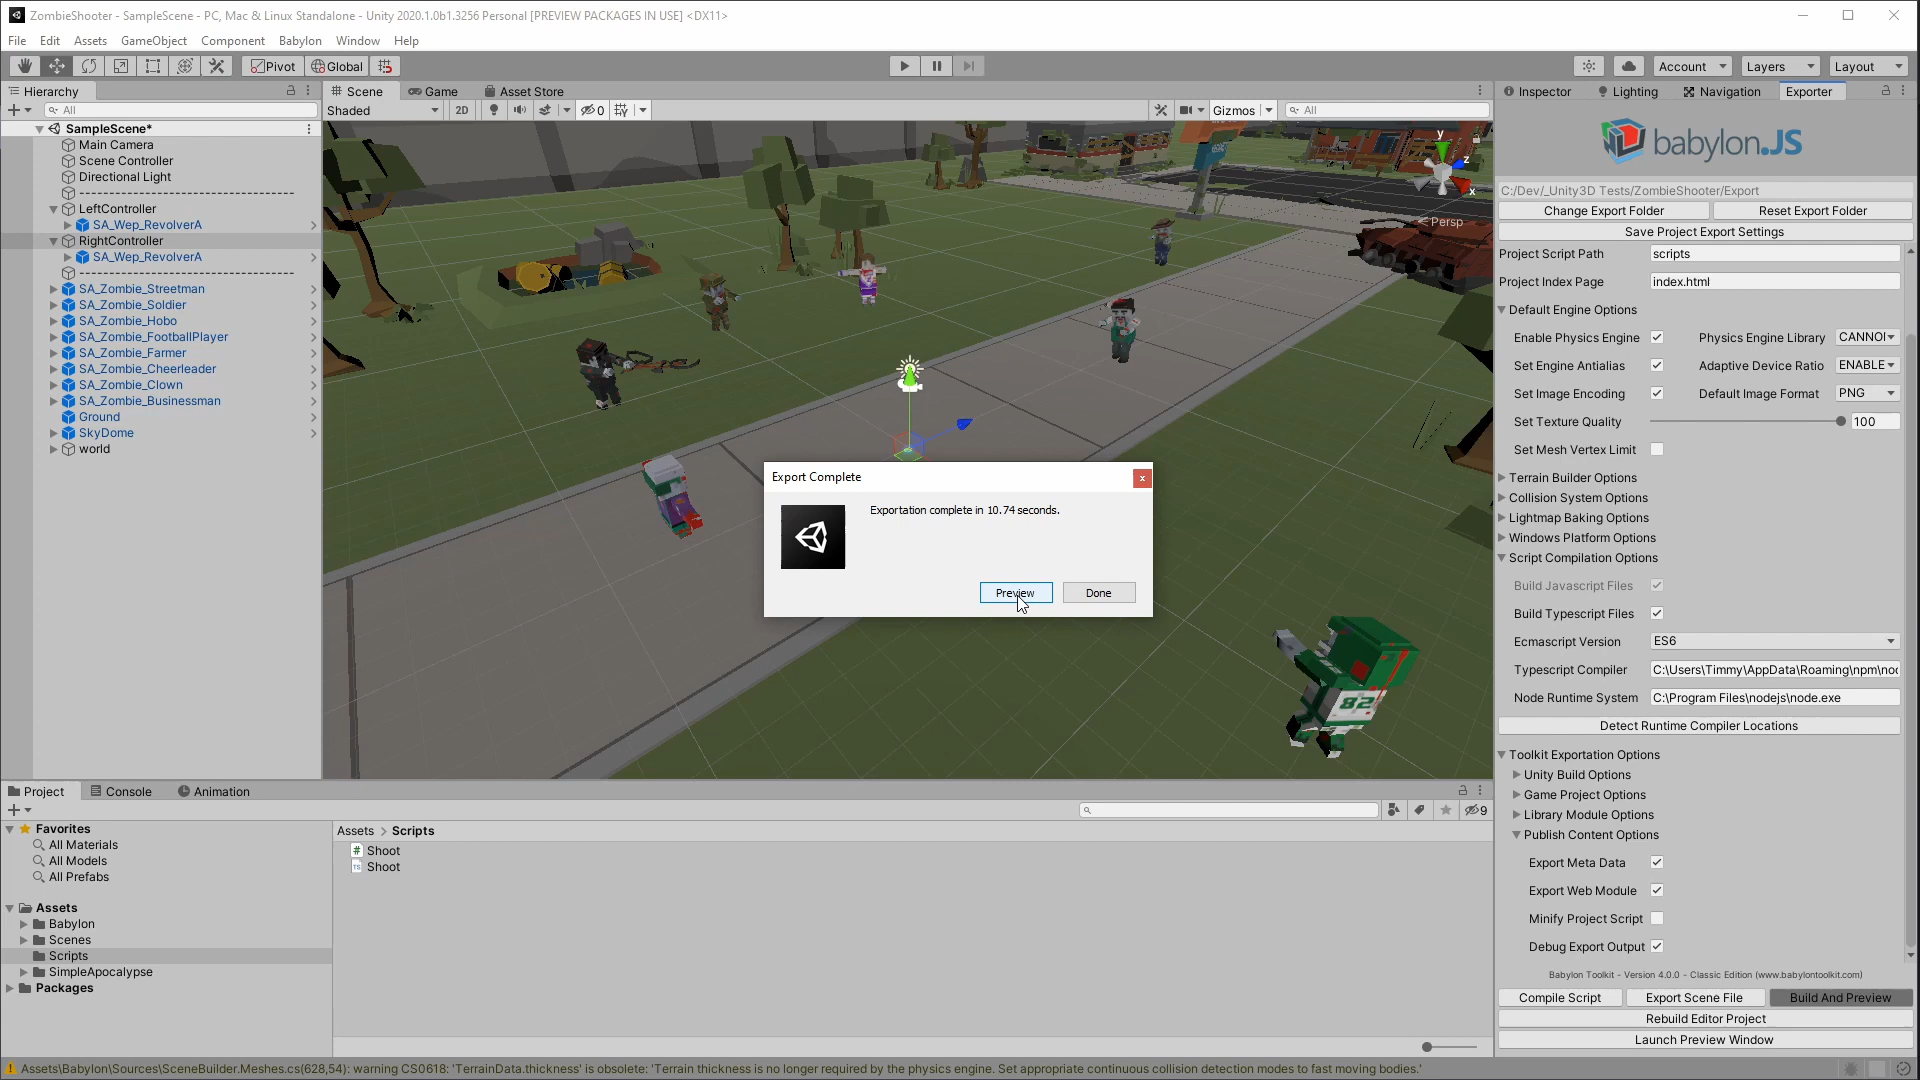 ZombieShooter - SampleScene - PC, Mac & Linux Standalone - Unity 2020.1.0b1.3256 Personal [PREVIEW PACKAGES IN USE] <DX11>
File Edit Assets GameObject Component Babylon Window Help
Pivot Global Account Layers Layout
Hierarchy
All
SampleScene*
Main Camera
Scene Controller
Directional Light
--------------------------------------
LeftController
SA_Wep_RevolverA
RightController
SA_Wep_RevolverA
--------------------------------------
SA_Zombie_Streetman
SA_Zombie_Soldier
SA_Zombie_Hobo
SA_Zombie_FootballPlayer
SA_Zombie_Farmer
SA_Zombie_Cheerleader
SA_Zombie_Clown
SA_Zombie_Businessman
Ground
SkyDome
world
Scene Game Asset Store
Shaded 2D 0 Gizmos All
y
z
x
Persp
82
Export Complete
x
Exportation complete in 10.74 seconds.
Preview Done
Inspector Lighting Navigation Exporter
babylon.JS
C:/Dev/_Unity3D Tests/ZombieShooter/Export
Change Export Folder Reset Export Folder
Save Project Export Settings
Project Script Path scripts
Project Index Page index.html
Default Engine Options
Enable Physics Engine Physics Engine Library CANNO
Set Engine Antialias Adaptive Device Ratio ENABLE
Set Image Encoding Default Image Format PNG
Set Texture Quality 100
Set Mesh Vertex Limit
Terrain Builder Options
Collision System Options
Lightmap Baking Options
Windows Platform Options
Script Compilation Options
Build Javascript Files
Build Typescript Files
Ecmascript Version ES6
Typescript Compiler C:\Users\Timmy\AppData\Roaming\npm\noc
Node Runtime System C:\Program Files\nodejs\node.exe
Detect Runtime Compiler Locations
Toolkit Exportation Options
Unity Build Options
Game Project Options
Library Module Options
Publish Content Options
Export Meta Data
Export Web Module
Minify Project Script
Debug Export Output
Babylon Toolkit - Version 4.0.0 - Classic Edition (www.babylontoolkit.com)
Compile Script Export Scene File Build And Preview
Rebuild Editor Project
Launch Preview Window
Project Console Animation
9
Favorites
All Materials
All Models
All Prefabs
Assets
Babylon
Scenes
Scripts
SimpleApocalypse
Packages
Assets > Scripts
# Shoot
TS Shoot
Assets\Babylon\Sources\SceneBuilder.Meshes.cs(628,54): warning CS0618: 'TerrainData.thickness' is obsolete: 'Terrain thickness is no longer required by the physics engine. Set appropriate continuous collision detection modes to fast moving bodies.'